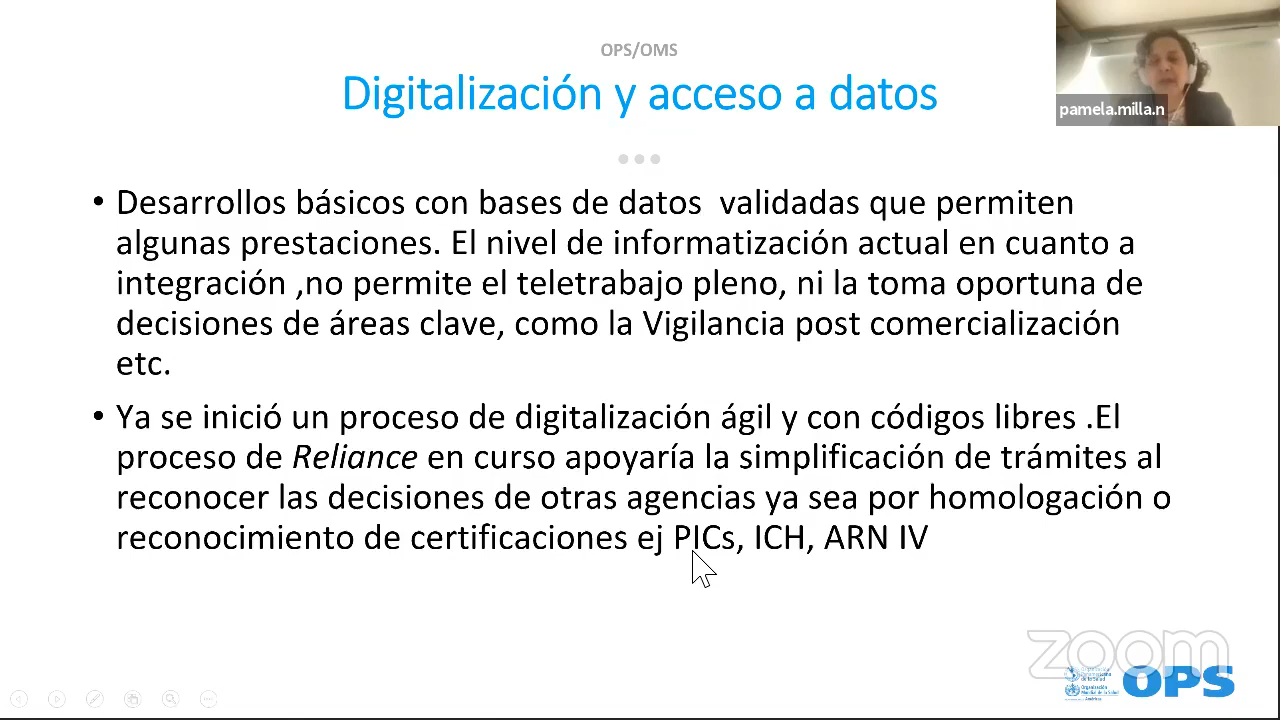 OPS/OMS
Digitalización y acceso a datos
pamela.milla.n
• Desarrollos básicos con bases de datos  validadas que permiten
algunas prestaciones. El nivel de informatización actual en cuanto a
integración ,no permite el teletrabajo pleno, ni la toma oportuna de
decisiones de áreas clave, como la Vigilancia post comercialización
etc.
• Ya se inició un proceso de digitalización ágil y con códigos libres .El
proceso de Reliance en curso apoyaría la simplificación de trámites al
reconocer las decisiones de otras agencias ya sea por homologación o
reconocimiento de certificaciones ej PICs, ICH, ARN IV
zoom
OPS